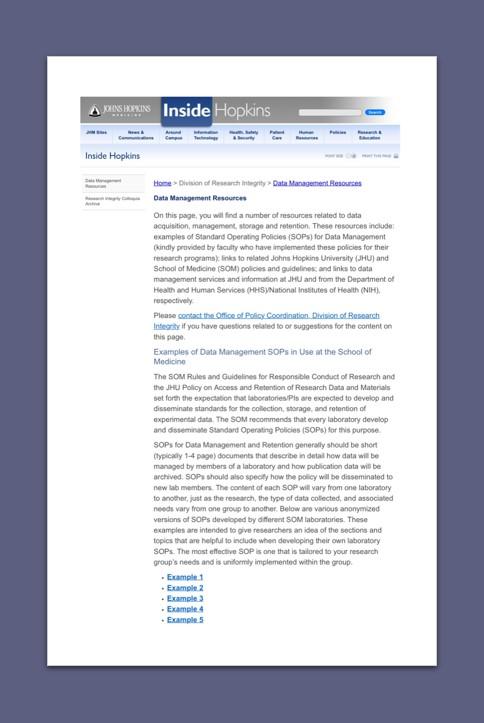 JOHNS HOPKINS
MEDICINE
Inside Hopkins
Search
JHM Sites
News & Communications
Around Campus
Information Technology
Health, Safety & Security
Patient Care
Human Resources
Policies
Research & Education
Inside Hopkins
FONT SIZE
PRINT THIS PAGE
Data Management
Resources
Research Integrity Colloquia
Archive
Home > Division of Research Integrity > Data Management Resources
Data Management Resources
On this page, you will find a number of resources related to data
acquisition, management, storage and retention. These resources include:
examples of Standard Operating Policies (SOPs) for Data Management
(kindly provided by faculty who have implemented these policies for their
research programs); links to related Johns Hopkins University (JHU) and
School of Medicine (SOM) policies and guidelines; and links to data
management services and information at JHU and from the Department of
Health and Human Services (HHS)/National Institutes of Health (NIH),
respectively.
Please contact the Office of Policy Coordination, Division of Research
Integrity if you have questions related to or suggestions for the content on
this page.
Examples of Data Management SOPs in Use at the School of
Medicine
The SOM Rules and Guidelines for Responsible Conduct of Research and
the JHU Policy on Access and Retention of Research Data and Materials
set forth the expectation that laboratories/PIs are expected to develop and
disseminate standards for the collection, storage, and retention of
experimental data. The SOM recommends that every laboratory develop
and disseminate Standard Operating Policies (SOPs) for this purpose.
SOPs for Data Management and Retention generally should be short
(typically 1-4 page) documents that describe in detail how data will be
managed by members of a laboratory and how publication data will be
archived. SOPs should also specify how the policy will be disseminated to
new lab members. The content of each SOP will vary from one laboratory
to another, just as the research, the type of data collected, and associated
needs vary from one group to another. Below are various anonymized
versions of SOPs developed by different SOM laboratories. These
examples are intended to give researchers an idea of the sections and
topics that are helpful to include when developing their own laboratory
SOPs. The most effective SOP is one that is tailored to your research
group's needs and is uniformly implemented within the group.
• Example 1
• Example 2
• Example 3
• Example 4
• Example 5